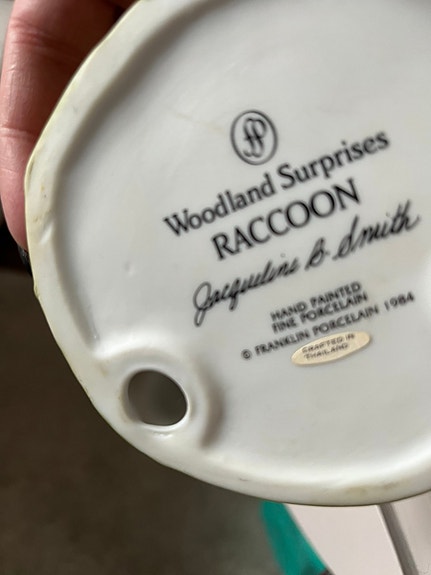 FP
Woodland Surprises
RACCOON
Jacqueline B. Smith
HAND PAINTED
FINE PORCELAIN
© FRANKLIN PORCELAIN 1984
CRAFTED IN
THAILAND